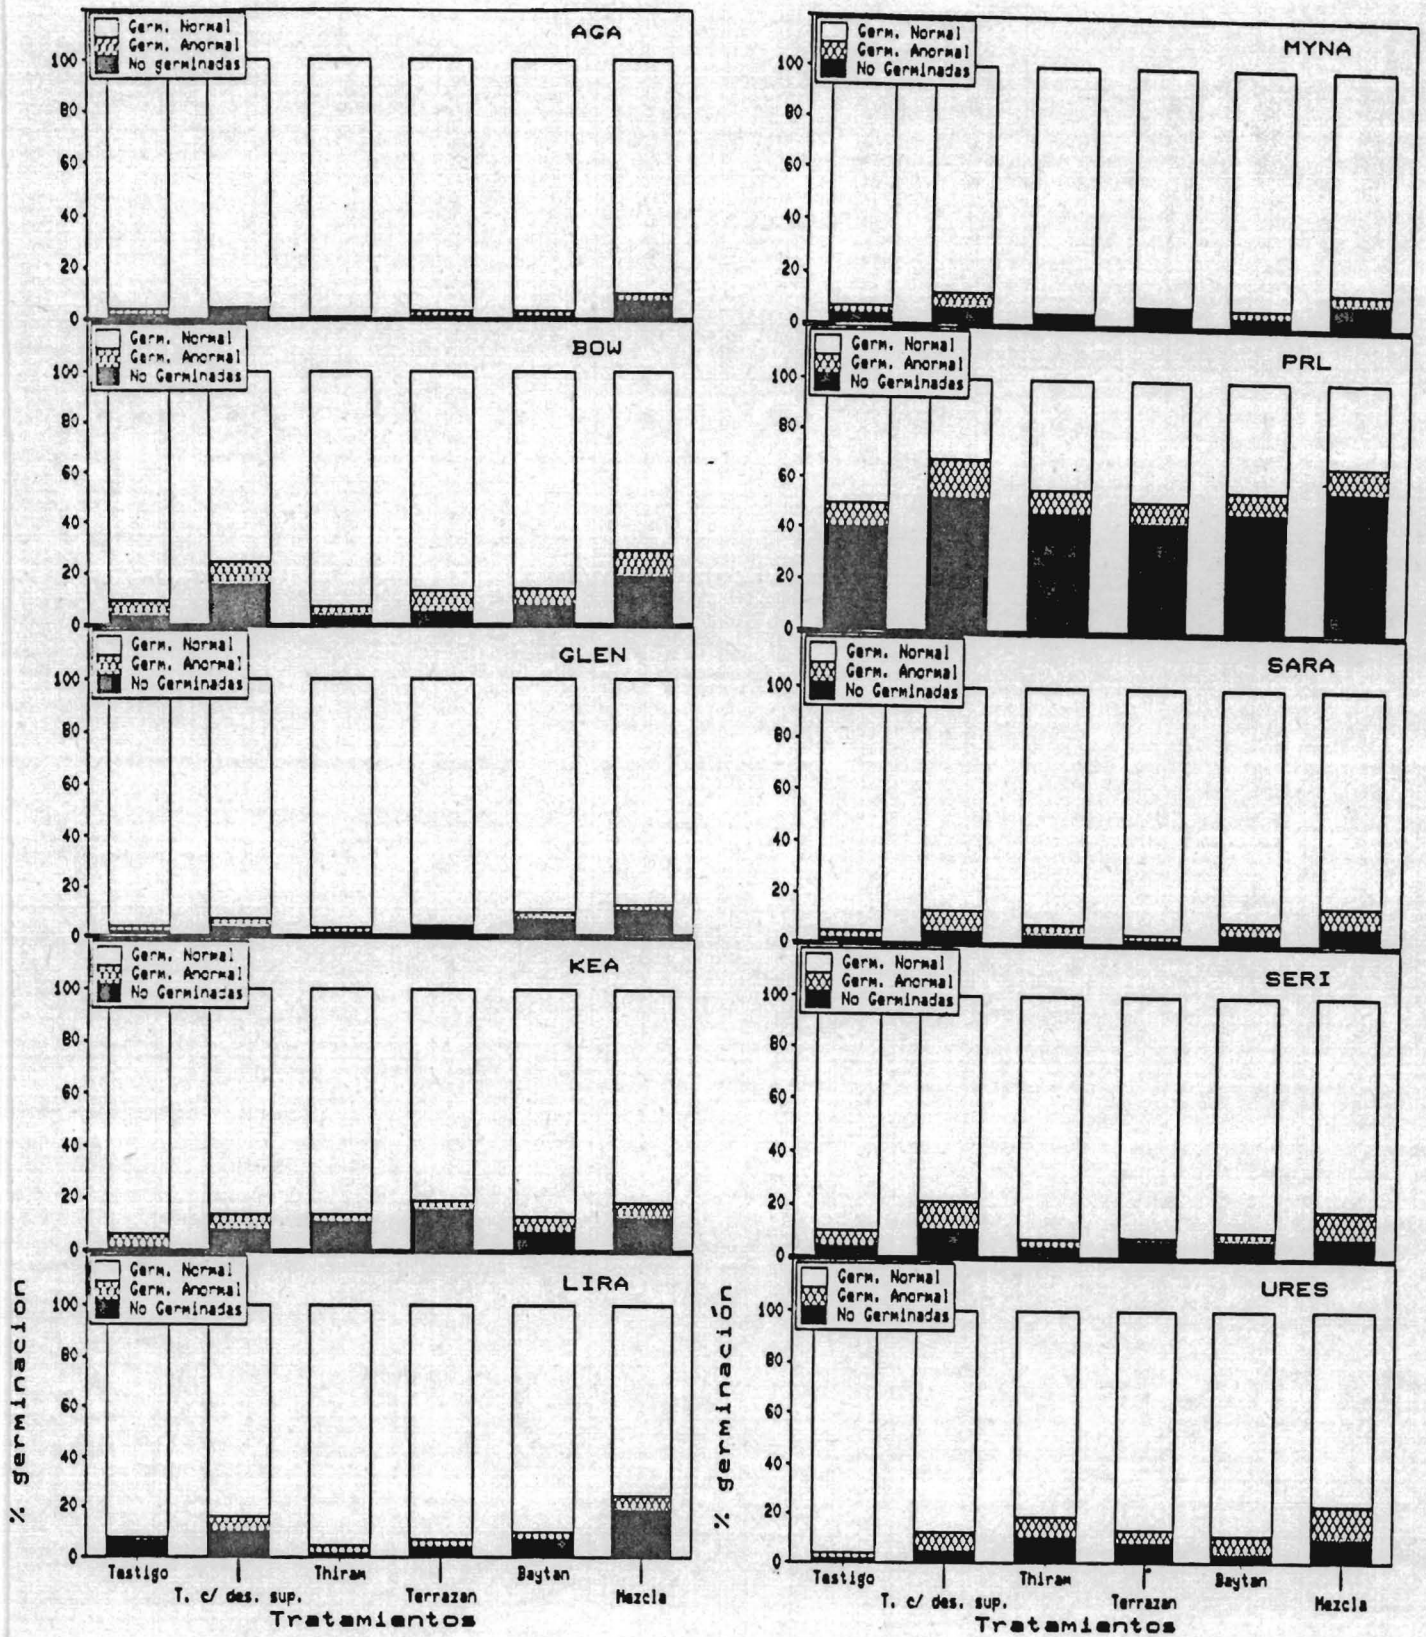 Germ. Normal
Germ. Anormal
No germinadas
AGA
100
80
60
40
20
0
Germ. Normal
Germ. Anormal
No Germinadas
BOW
100
80
60
40
20
0
Germ. Normal
Germ. Anormal
No Germinadas
GLEN
100
80
60
40
20
0
Germ. Normal
Germ. Anormal
No Germinadas
KEA
100
80
60
40
20
0
Germ. Normal
Germ. Anormal
No Germinadas
LIRA
100
80
60
40
20
0
% germinacion
Testigo
T. c/ des. sup.
Thiram
Terrazan
Baytan
Mezcla
Tratamientos
Germ. Normal
Germ. Anormal
No Germinadas
MYNA
100
80
60
40
20
0
Germ. Normal
Germ. Anormal
No Germinadas
PRL
100
80
60
40
20
0
Germ. Normal
Germ. Anormal
No Germinadas
SARA
100
80
60
40
20
0
Germ. Normal
Germ. Anormal
No Germinadas
SERI
100
80
60
40
20
0
Germ. Normal
Germ. Anormal
No Germinadas
URES
100
80
60
40
20
0
% germinación
Testigo
T. c/ des. sup.
Thiram
Terrazan
Baytan
Mezcla
Tratamientos